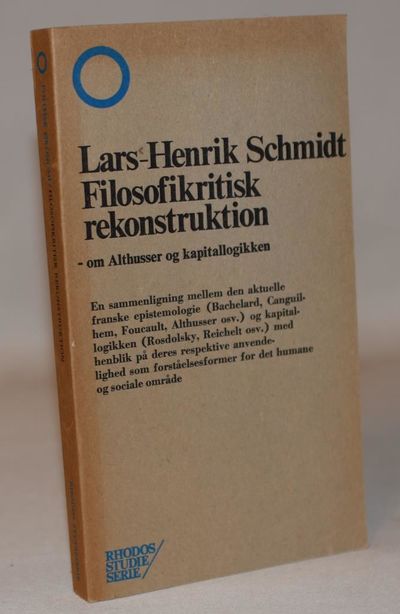 Lars-Henrik Schmidt
Filosofikritisk
rekonstruktion
- om Althusser og kapitallogikken
En sammenligning mellem den aktuelle
franske epistemologie (Bachelard, Canguil-
hem, Foucault, Althusser osv.) og kapital-
logikken (Rosdolsky, Reichelt osv.) med
henblik på deres respektive anvende-
lighed som forståelsesformer for det humane
og sociale område
RHODOS
STUDIE
SERIE/